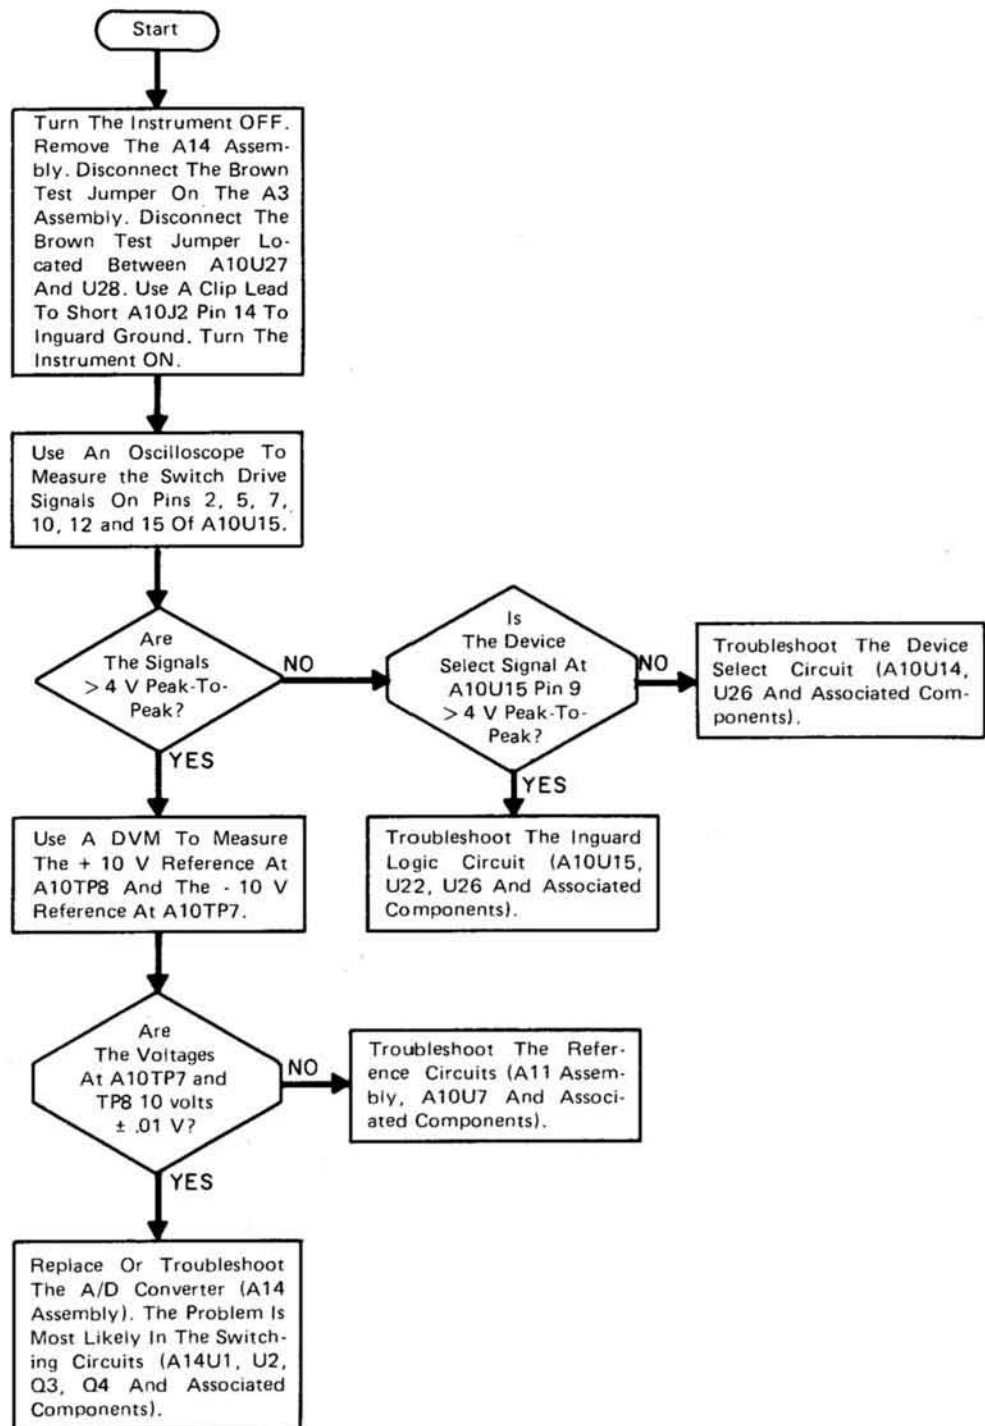 Start
Turn The Instrument OFF.
Remove The A14 Assem-
bly. Disconnect The Brown
Test Jumper On The A3
Assembly. Disconnect The
Brown Test Jumper Lo-
cated Between A10U27
And U28. Use A Clip Lead
To Short A10J2 Pin 14 To
Inguard Ground. Turn The
Instrument ON.
Use An Oscilloscope To
Measure the Switch Drive
Signals On Pins 2, 5, 7,
10, 12 and 15 Of A10U15.
Are
The Signals
> 4 V Peak-To-
Peak?
NO
YES
Is
The Device
Select Signal At
A10U15 Pin 9
> 4 V Peak-To-
Peak?
NO
YES
Troubleshoot The Device
Select Circuit (A10U14,
U26 And Associated Com-
ponents).
Troubleshoot The Inguard
Logic Circuit (A10U15,
U22, U26 And Associated
Components).
Use A DVM To Measure
The + 10 V Reference At
A10TP8 And The - 10 V
Reference At A10TP7.
Are
The Voltages
At A10TP7 and
TP8 10 volts
± .01 V?
NO
YES
Troubleshoot The Refer-
ence Circuits (A11 Assem-
bly, A10U7 And Associ-
ated Components).
Replace Or Troubleshoot
The A/D Converter (A14
Assembly). The Problem Is
Most Likely In The Switch-
ing Circuits (A14U1, U2,
Q3, Q4 And Associated
Components).